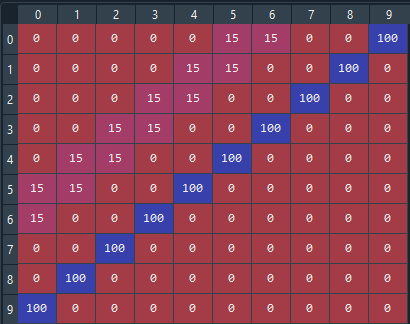 0 1 2 3 4 5 6 7 8 9
0 0 0 0 0 0 15 15 0 0 100
1 0 0 0 0 15 15 0 0 100 0
2 0 0 0 15 15 0 0 100 0 0
3 0 0 15 15 0 0 100 0 0 0
4 0 15 15 0 0 100 0 0 0 0
5 15 15 0 0 100 0 0 0 0 0
6 15 0 0 100 0 0 0 0 0 0
7 0 0 100 0 0 0 0 0 0 0
8 0 100 0 0 0 0 0 0 0 0
9 100 0 0 0 0 0 0 0 0 0